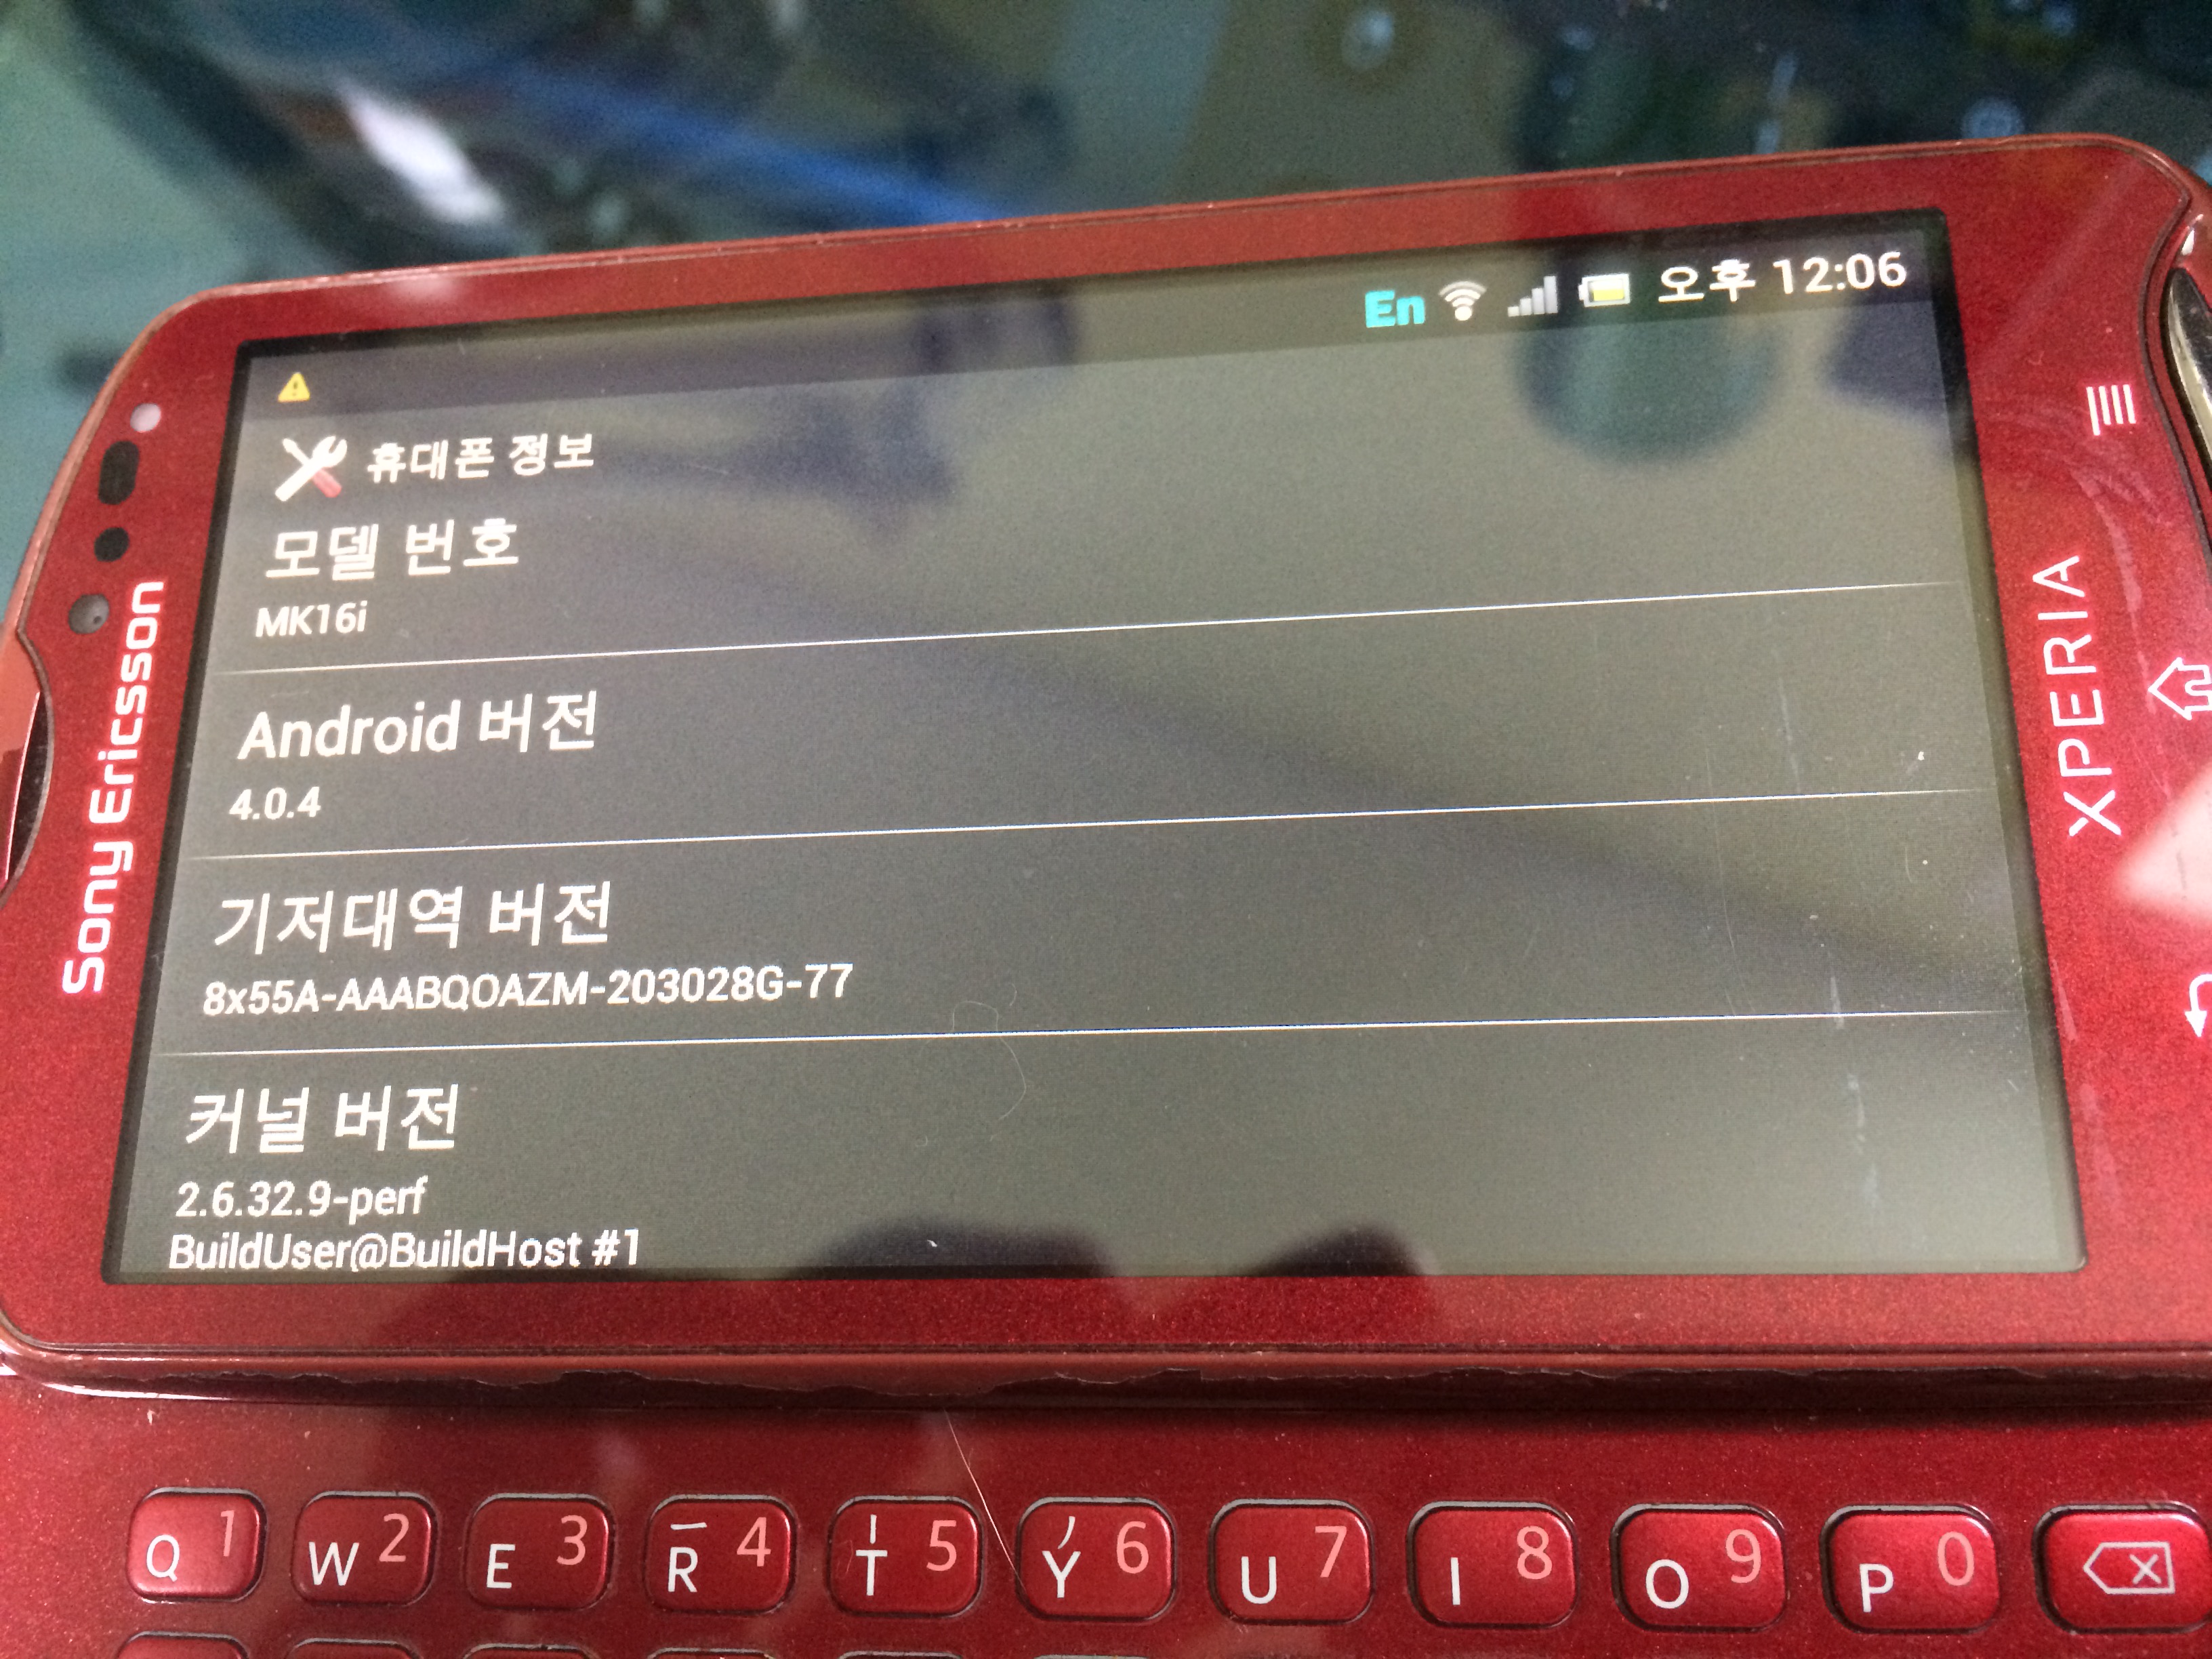 En 오후 12:06
휴대폰 정보
모델 번호
MK16i
Android 버전
4.0.4
기저대역 버전
8x55A-AAABQOAZM-203028G-77
커널 버전
2.6.32.9-perf
BuildUser@BuildHost #1
Sony Ericsson
XPERIA
Q 1 W 2 E 3 R 4 T 5 Y 6 U 7 I 8 O 9 P 0